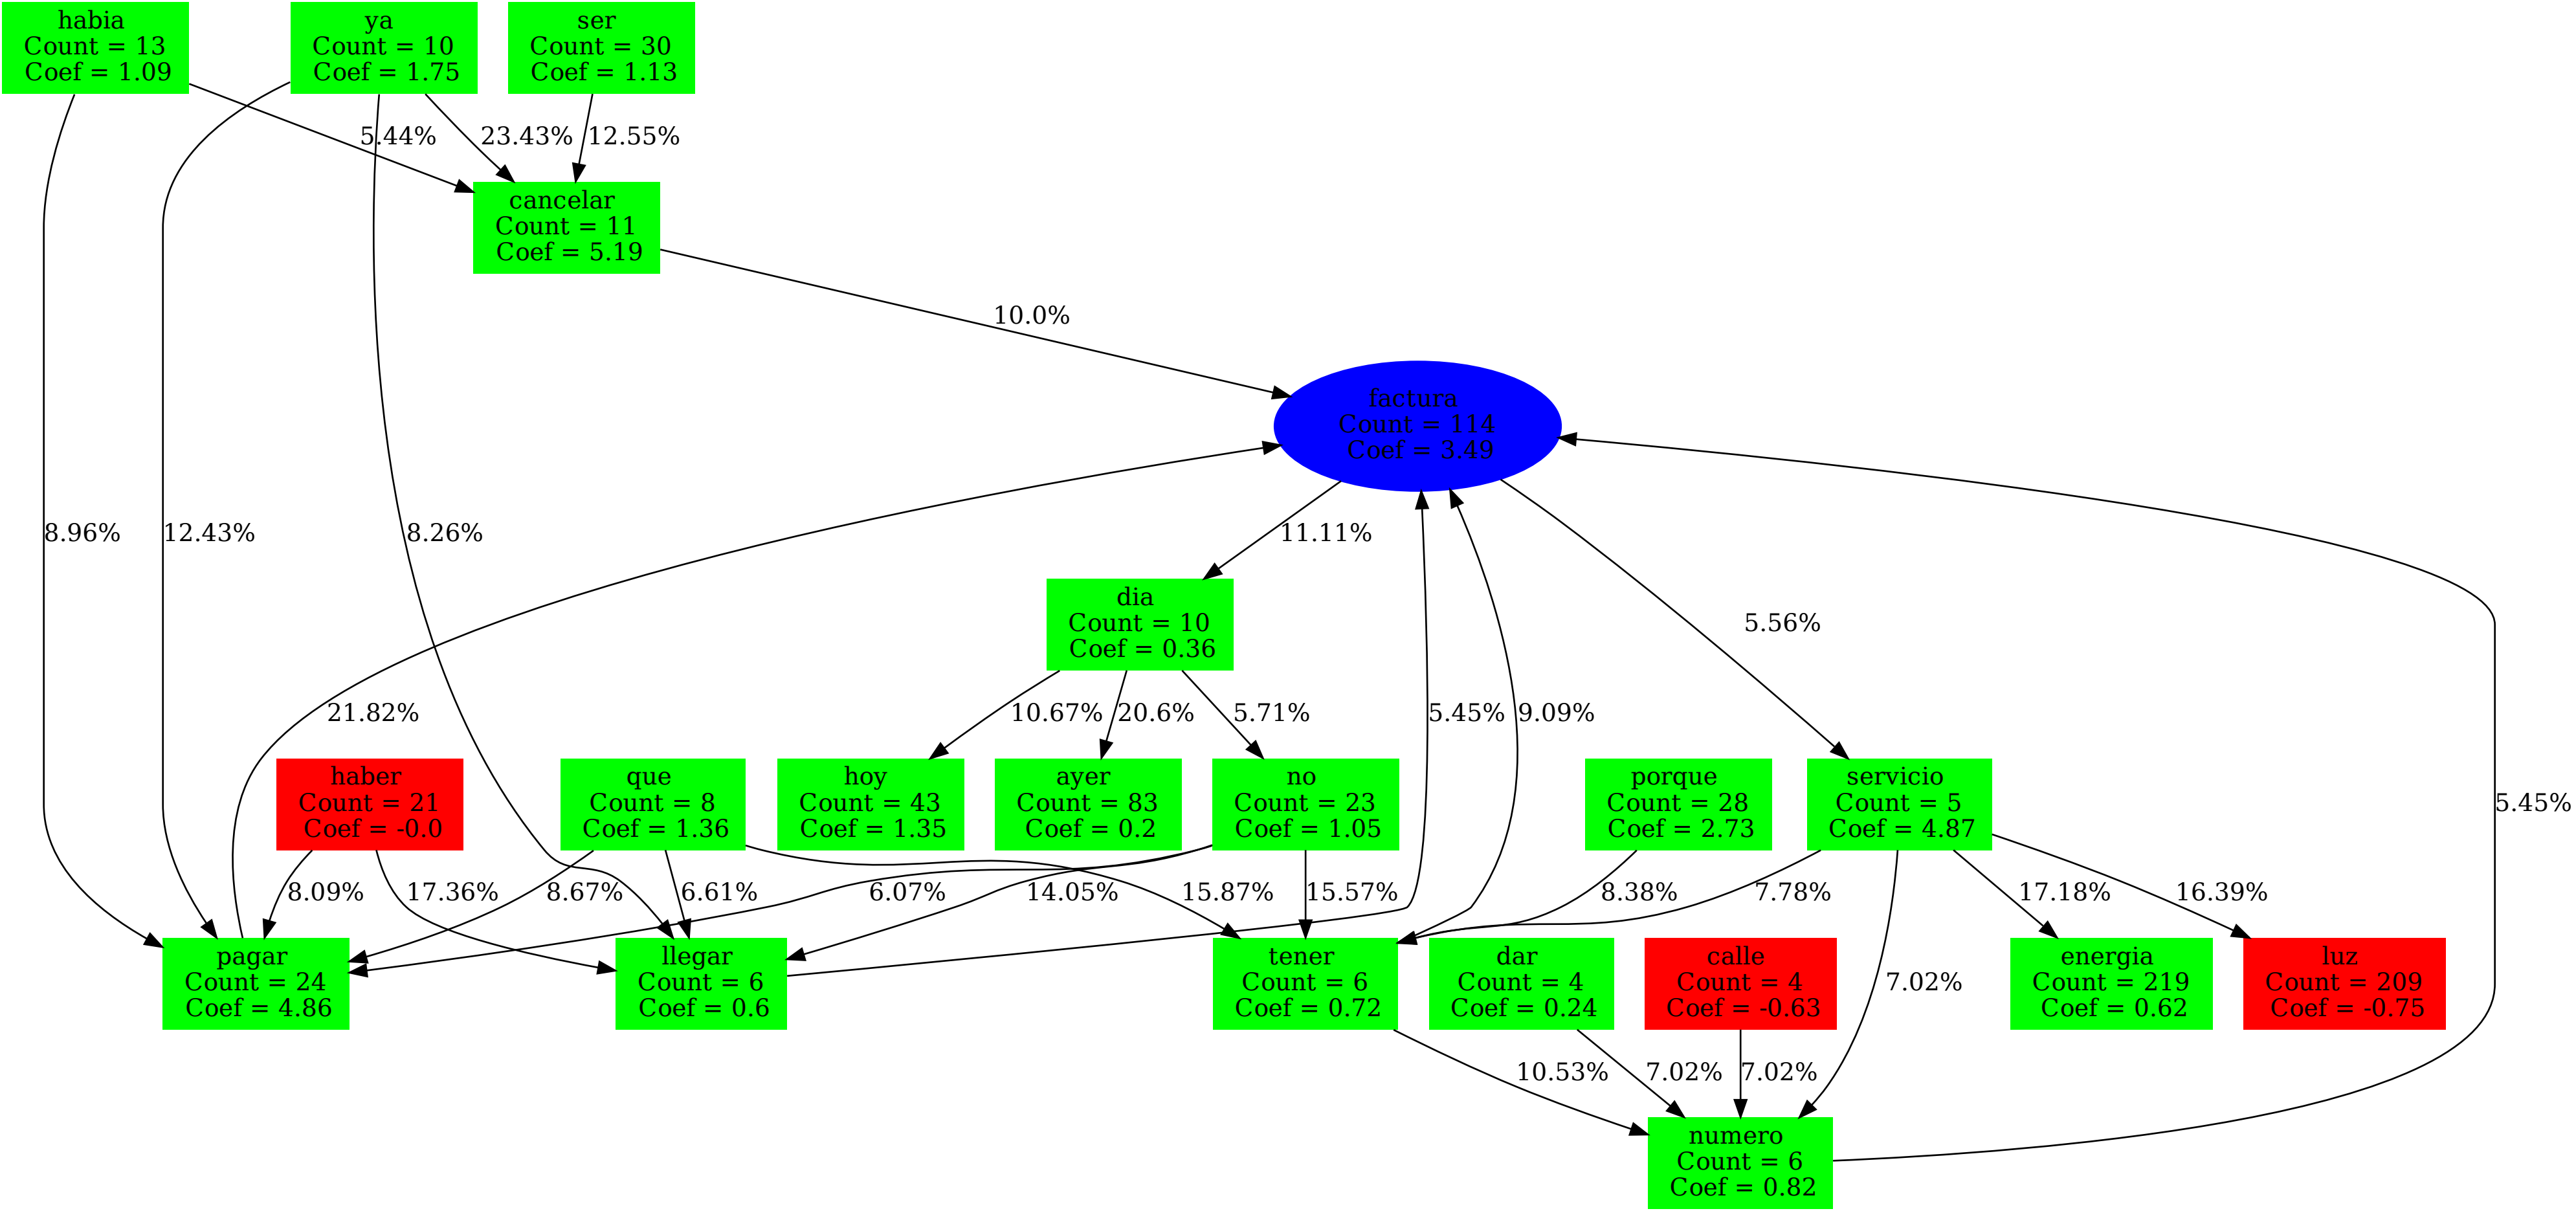 habia
Count = 13
Coef = 1.09
ya
Count = 10
Coef = 1.75
ser
Count = 30
Coef = 1.13
5.44%
23.43%
12.55%
cancelar
Count = 11
Coef = 5.19
10.0%
factura
Count = 114
Coef = 3.49
8.96%
12.43%
8.26%
11.11%
dia
Count = 10
Coef = 0.36
5.56%
21.82%
10.67%
20.6%
5.71%
5.45%
9.09%
haber
Count = 21
Coef = -0.0
que
Count = 8
Coef = 1.36
hoy
Count = 43
Coef = 1.35
ayer
Count = 83
Coef = 0.2
no
Count = 23
Coef = 1.05
porque
Count = 28
Coef = 2.73
servicio
Count = 5
Coef = 4.87
5.45%
8.09%
17.36%
8.67%
6.61%
6.07%
14.05%
15.87%
15.57%
8.38%
7.78%
17.18%
16.39%
pagar
Count = 24
Coef = 4.86
llegar
Count = 6
Coef = 0.6
tener
Count = 6
Coef = 0.72
dar
Count = 4
Coef = 0.24
calle
Count = 4
Coef = -0.63
7.02%
energia
Count = 219
Coef = 0.62
luz
Count = 209
Coef = -0.75
10.53%
7.02%
7.02%
numero
Count = 6
Coef = 0.82